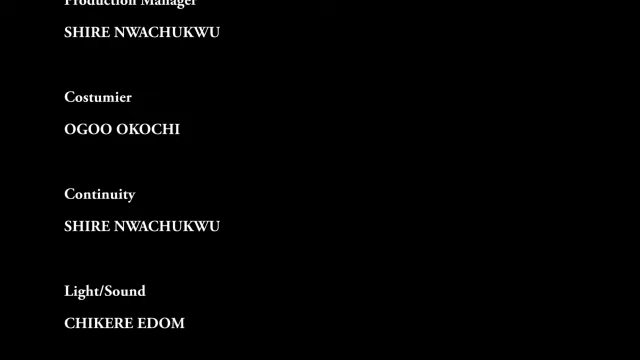 Production Manager
SHIRE NWACHUKWU
Costumier
OGOO OKOCHI
Continuity
SHIRE NWACHUKWU
Light/Sound
CHIKERE EDOM